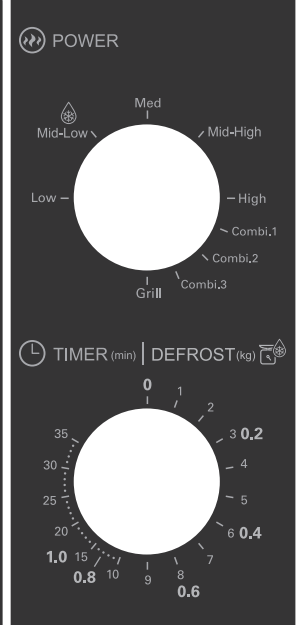 POWER
Med
Mid-Low
Mid-High
Low
High
Combi.1
Combi.2
Combi.3
Grill
TIMER (min) | DEFROST (kg)
0
1
2
3 0.2
4
5
6 0.4
7
8
0.6
9
10
0.8
15
1.0
20
25
30
35